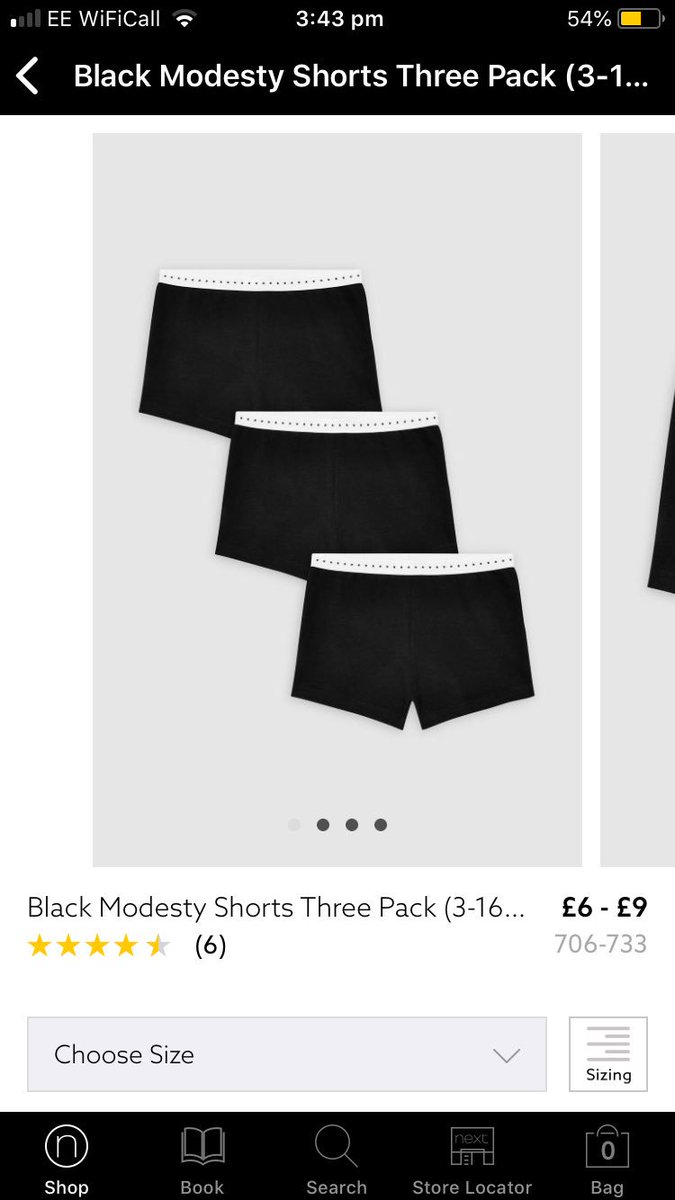 EE WiFiCall 3:43 pm 54%
Black Modesty Shorts Three Pack (3-1...
Black Modesty Shorts Three Pack (3-16... £6 - £9
(6) 706-733
Choose Size
Sizing
n next 0
Shop Book Search Store Locator Bag